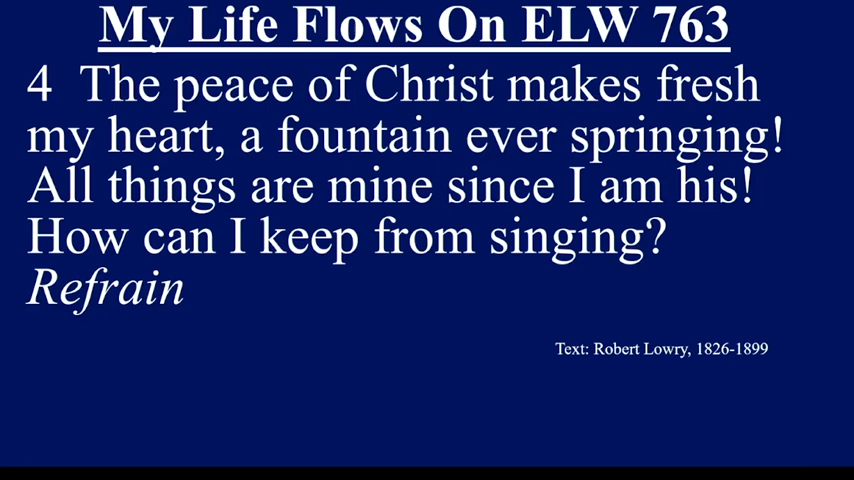 My Life Flows On ELW 763
4 The peace of Christ makes fresh
my heart, a fountain ever springing!
All things are mine since I am his!
How can I keep from singing?
Refrain
Text: Robert Lowry, 1826-1899